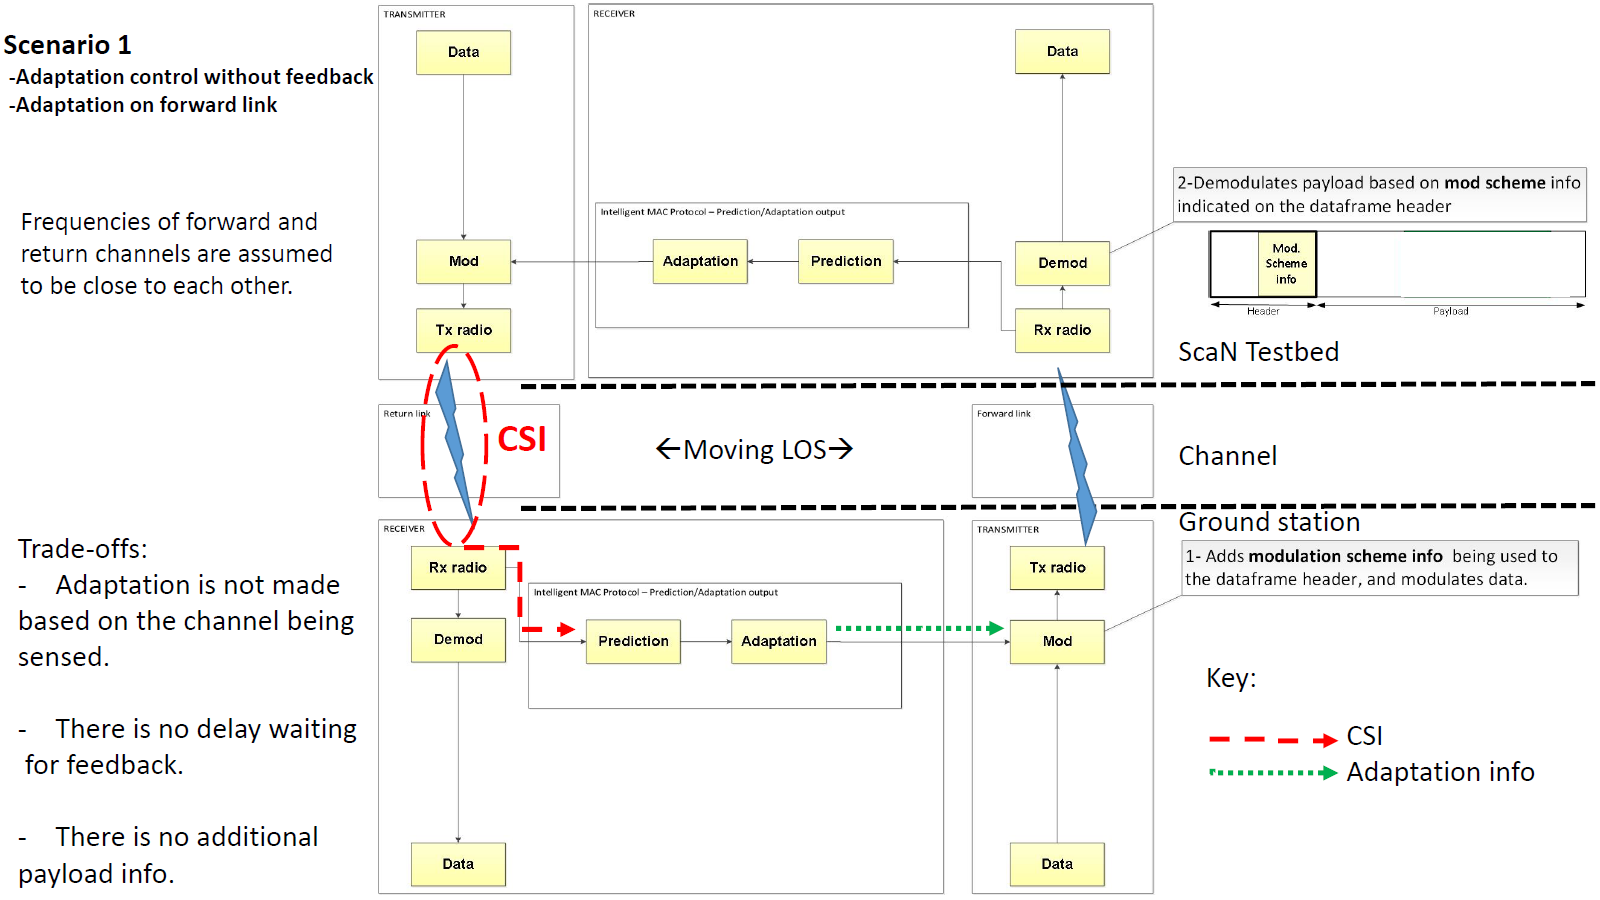 Scenario 1
-Adaptation control without feedback
-Adaptation on forward link
Frequencies of forward and
return channels are assumed
to be close to each other.
TRANSMITTER
Data
Mod
Tx radio
RECEIVER
Data
Intelligent MAC Protocol – Prediction/Adaptation output
Adaptation
Prediction
Demod
Rx radio
2-Demodulates payload based on mod scheme info
indicated on the dataframe header
Mod.
Scheme
info
Header
Payload
ScaN Testbed
Return link
CSI
←Moving LOS→
Forward link
Channel
Trade-offs:
- Adaptation is not made
based on the channel being
sensed.
- There is no delay waiting
for feedback.
- There is no additional
payload info.
RECEIVER
Rx radio
Demod
Data
Intelligent MAC Protocol – Prediction/Adaptation output
Prediction
Adaptation
TRANSMITTER
Tx radio
Mod
Data
Ground station
1- Adds modulation scheme info being used to
the dataframe header, and modulates data.
Key:
CSI
Adaptation info